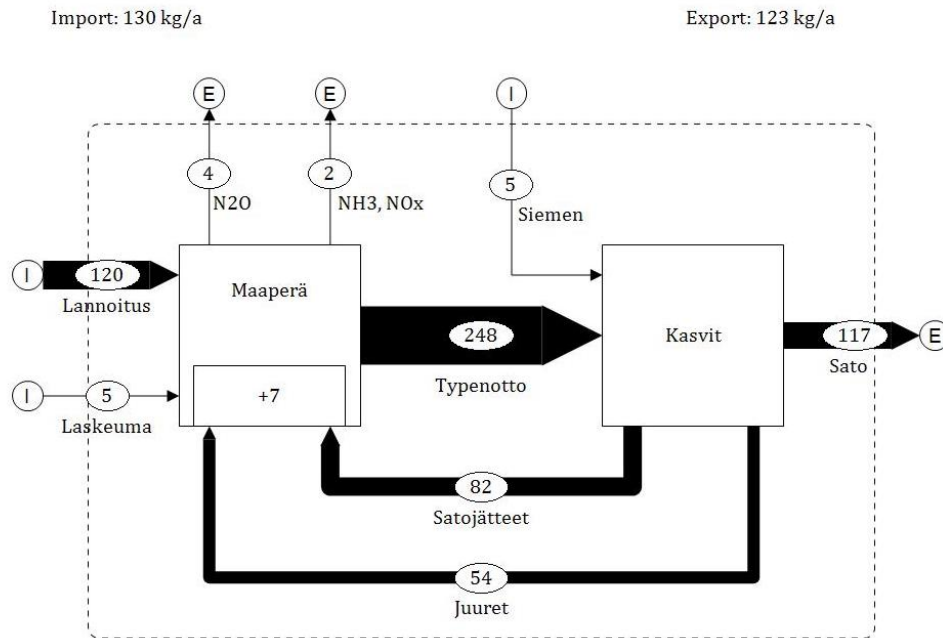 Import: 130 kg/a
Export: 123 kg/a
E
E
I
4
2
5
N2O
NH3, NOx
Siemen
I
120
Lannoitus
Maaperä
248
Typenotto
Kasvit
117
E
Sato
I
5
Laskeuma
+7
82
Satojätteet
54
Juuret